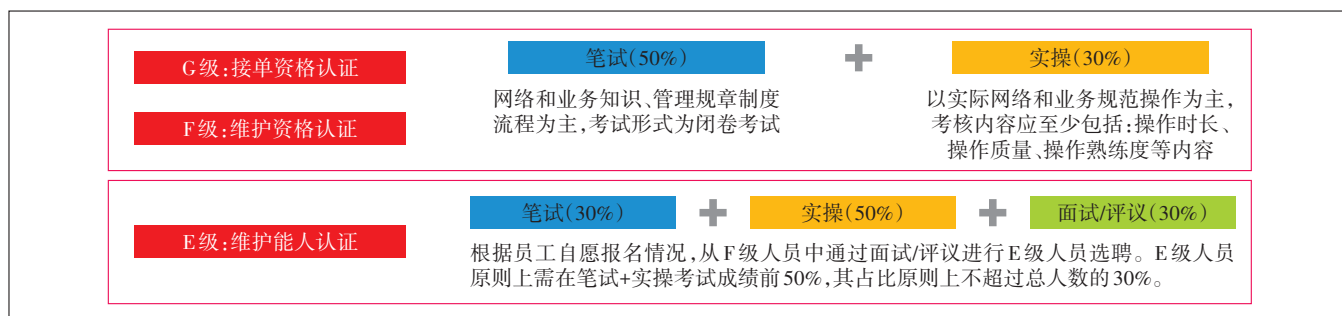 G级:接单资格认证
F级:维护资格认证
笔试(50%)
网络和业务知识、管理规章制度
流程为主,考试形式为闭卷考试
实操(30%)
以实际网络和业务规范操作为主,
考核内容应至少包括:操作时长、
操作质量、操作熟练度等内容
E级:维护能人认证
笔试(30%)
实操(50%)
面试/评议(30%)
根据员工自愿报名情况,从F级人员中通过面试/评议进行E级人员选聘。E级人员
原则上需在笔试+实操考试成绩前50%,其占比原则上不超过总人数的30%。